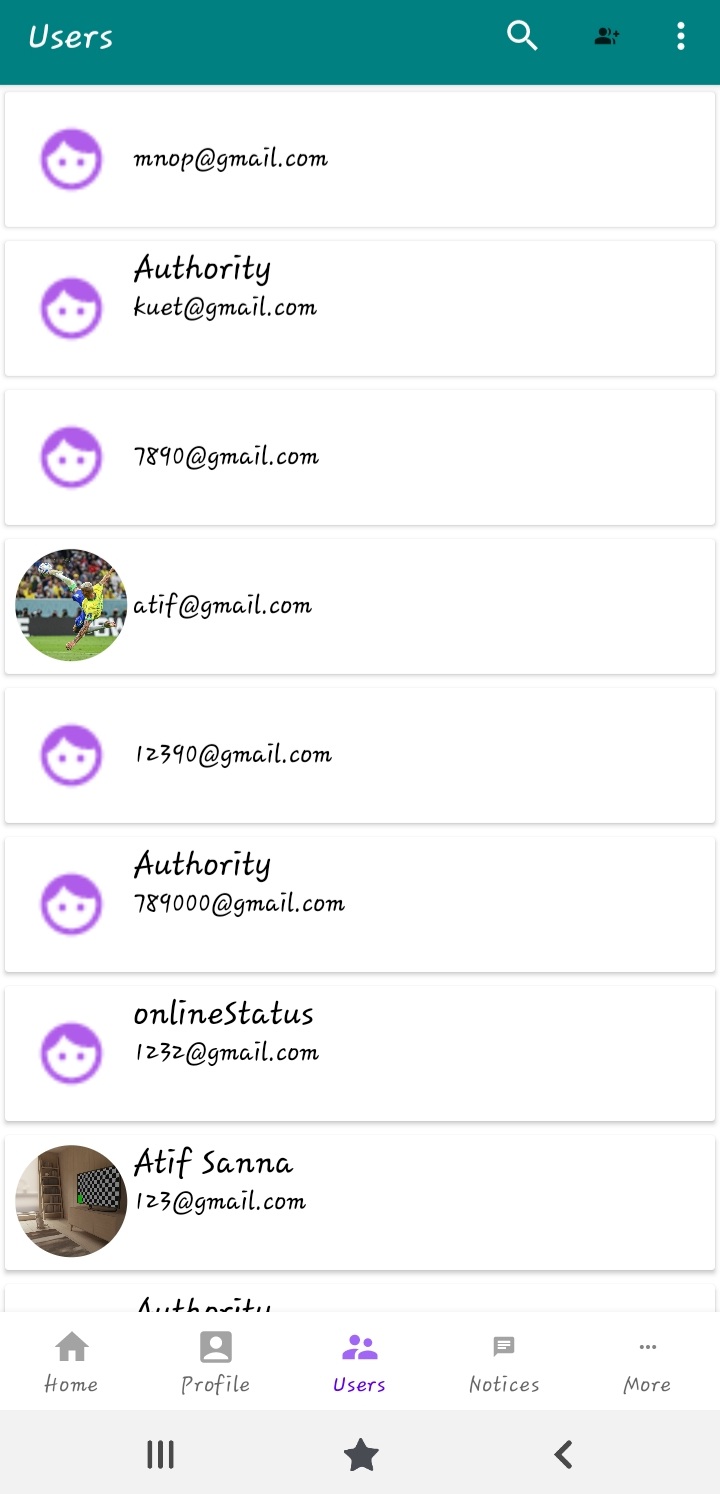 Users
mnop@gmail.com
Authority
kuet@gmail.com
7890@gmail.com
atif@gmail.com
12390@gmail.com
Authority
789000@gmail.com
onlineStatus
1232@gmail.com
Atif Sanna
123@gmail.com
Authority
Home
Profile
Users
Notices
More